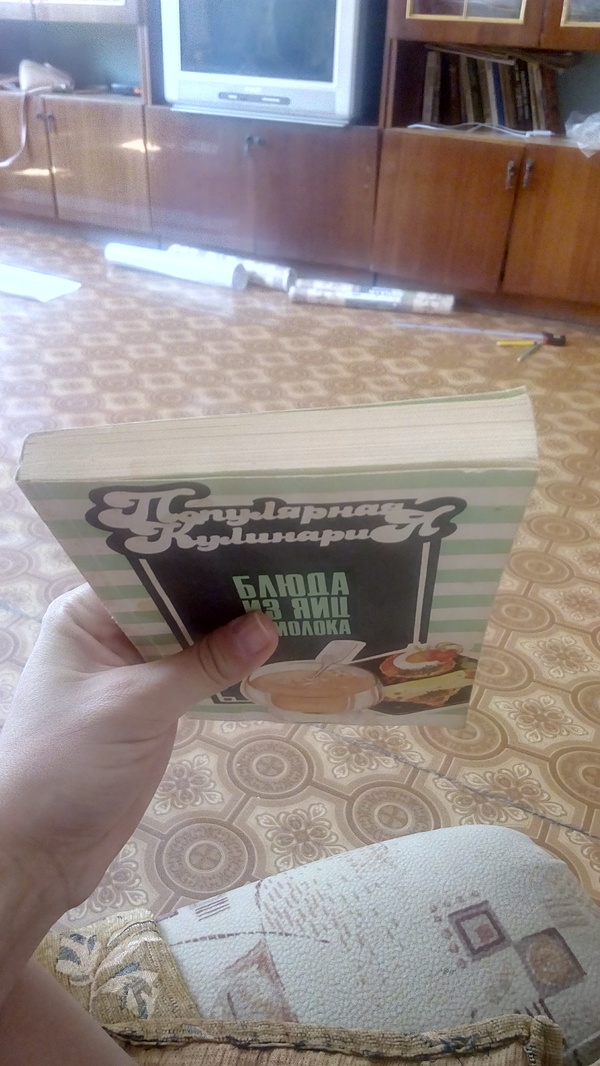 Популярная
КулинариЯ
БЛЮДА
ИЗ ЯИЦ
МОЛОКА